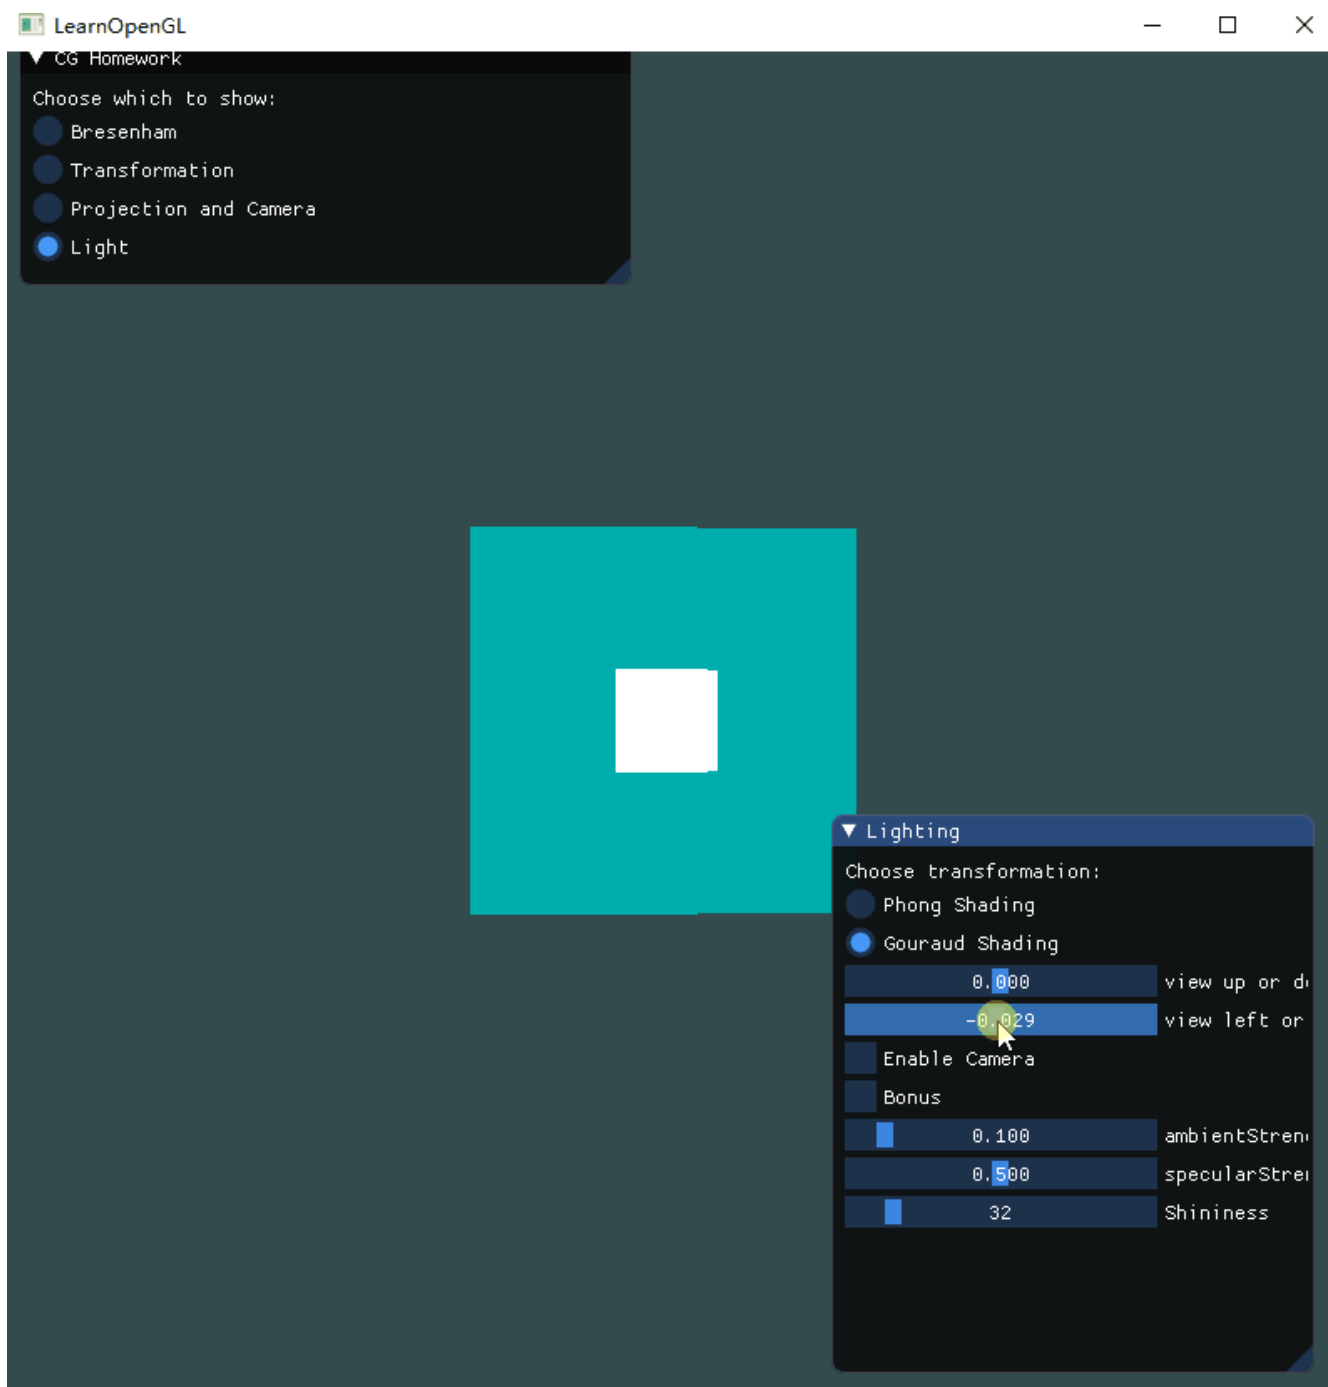 LearnOpenGL
CG Homework
Choose which to show:
Bresenham
Transformation
Projection and Camera
Light
Lighting
Choose transformation:
Phong Shading
Gouraud Shading
0.000 view up or d
-0.029 view left or
Enable Camera
Bonus
0.100 ambientStren
0.500 specularStre
32 Shininess